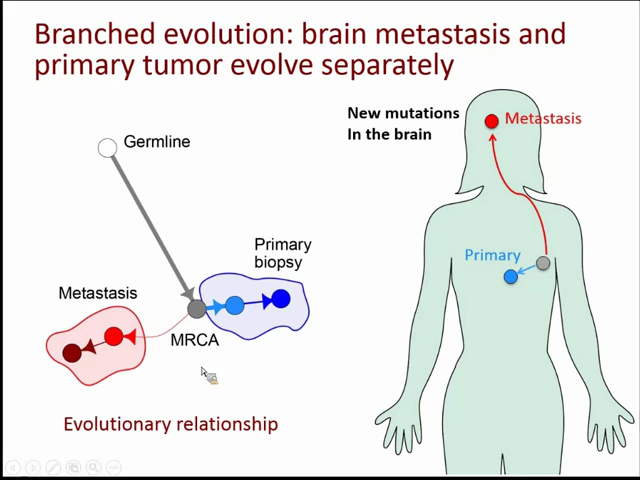 Branched evolution: brain metastasis and
primary tumor evolve separately
New mutations
In the brain
Metastasis
Germline
Primary
biopsy
Primary
Metastasis
MRCA
Evolutionary relationship